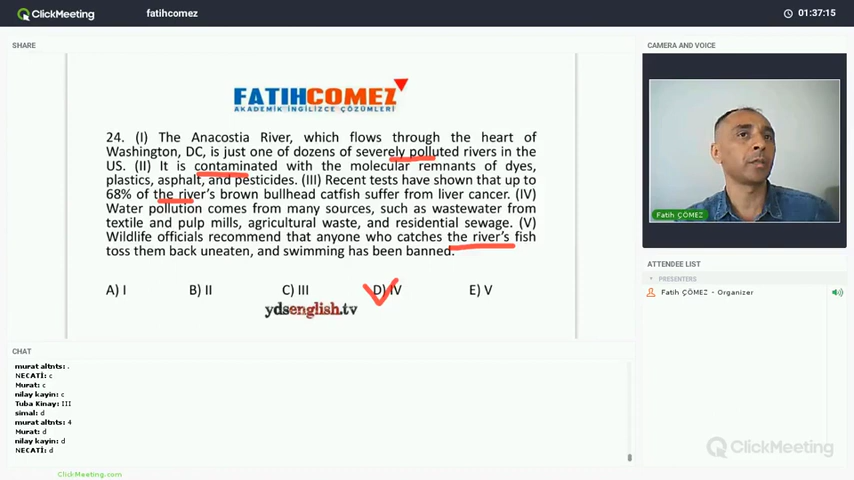 ClickMeeting
fatihcomez
01:37:15
SHARE
CAMERA AND VOICE
FATIHCOMEZ
AKADEMİK İNGİLİZCE ÇÖZÜMLERİ
24. (I) The Anacostia River, which flows through the heart of
Washington, DC, is just one of dozens of severely polluted rivers in the
US. (II) It is contaminated with the molecular remnants of dyes,
plastics, asphalt, and pesticides. (III) Recent tests have shown that up to
68% of the river's brown bullhead catfish suffer from liver cancer. (IV)
Water pollution comes from many sources, such as wastewater from
textile and pulp mills, agricultural waste, and residential sewage. (V)
Wildlife officials recommend that anyone who catches the river's fish
toss them back uneaten, and swimming has been banned.
A) I B) II C) III D) IV E) V
ydsenglish.tv
Fatih ÇÖMEZ
ATTENDEE LIST
PRESENTERS
Fatih ÇÖMEZ - Organizer
CHAT
murat altnts: .
NECATİ: c
Murat: c
nilay kayin: c
Tuba Kinay: III
simal: d
murat altnts: 4
Murat: d
nilay kayin: d
NECATİ: d
ClickMeeting.com
ClickMeeting